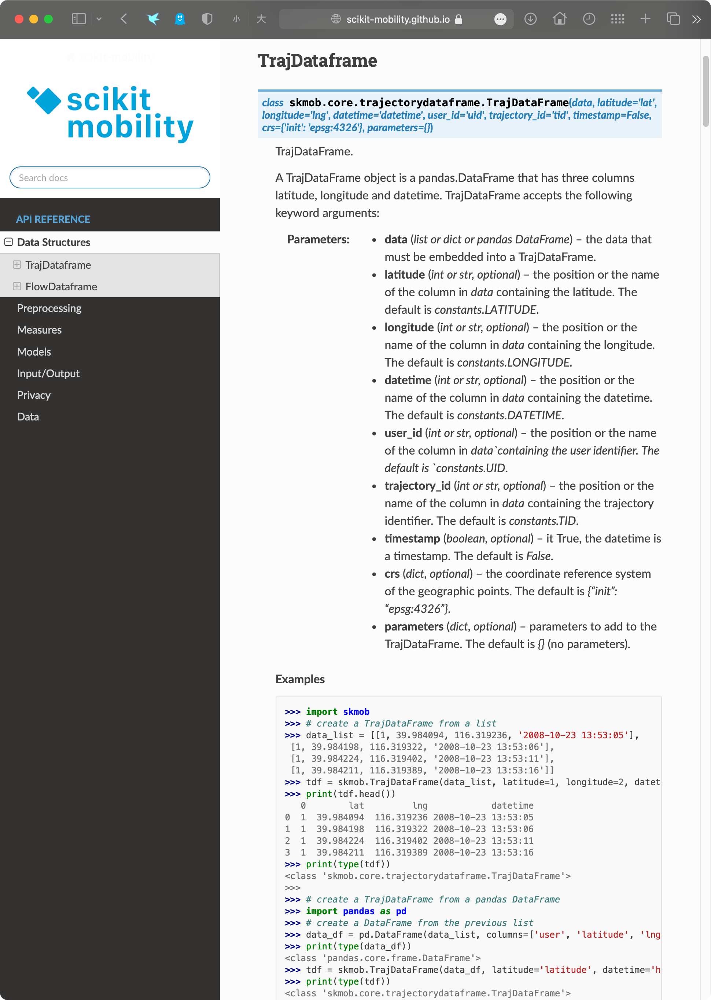 小
大
scikit-mobility.github.io
scikit-mobility
scikit
mobility
Search docs
API REFERENCE
Data Structures
TrajDataframe
FlowDataframe
Preprocessing
Measures
Models
Input/Output
Privacy
Data
TrajDataframe
class skmob.core.trajectorydataframe.TrajDataFrame(data, latitude='lat',
longitude='lng', datetime='datetime', user_id='uid', trajectory_id='tid', timestamp=False,
crs={'init': 'epsg:4326'}, parameters={})
TrajDataFrame.
A TrajDataFrame object is a pandas.DataFrame that has three columns
latitude, longitude and datetime. TrajDataFrame accepts the following
keyword arguments:
Parameters:
• data (list or dict or pandas DataFrame) – the data that
must be embedded into a TrajDataFrame.
• latitude (int or str, optional) – the position or the name
of the column in data containing the latitude. The
default is constants.LATITUDE.
• longitude (int or str, optional) – the position or the
name of the column in data containing the longitude.
The default is constants.LONGITUDE.
• datetime (int or str, optional) – the position or the
name of the column in data containing the datetime.
The default is constants.DATETIME.
• user_id (int or str, optional) – the position or the name
of the column in data`containing the user identifier. The
default is `constants.UID.
• trajectory_id (int or str, optional) – the position or the
name of the column in data containing the trajectory
identifier. The default is constants.TID.
• timestamp (boolean, optional) – it True, the datetime is
a timestamp. The default is False.
• crs (dict, optional) – the coordinate reference system
of the geographic points. The default is {“init”:
“epsg:4326”}.
• parameters (dict, optional) – parameters to add to the
TrajDataFrame. The default is {} (no parameters).
Examples
>>> import skmob
>>> # create a TrajDataFrame from a list
>>> data_list = [[1, 39.984094, 116.319236, '2008-10-23 13:53:05'],
[1, 39.984198, 116.319322, '2008-10-23 13:53:06'],
[1, 39.984224, 116.319402, '2008-10-23 13:53:11'],
[1, 39.984211, 116.319389, '2008-10-23 13:53:16']]
>>> tdf = skmob.TrajDataFrame(data_list, latitude=1, longitude=2, datet
>>> print(tdf.head())
0 lat lng datetime
0 1 39.984094 116.319236 2008-10-23 13:53:05
1 1 39.984198 116.319322 2008-10-23 13:53:06
2 1 39.984224 116.319402 2008-10-23 13:53:11
3 1 39.984211 116.319389 2008-10-23 13:53:16
>>> print(type(tdf))
<class 'skmob.core.trajectorydataframe.TrajDataFrame'>
>>>
>>> # create a TrajDataFrame from a pandas DataFrame
>>> import pandas as pd
>>> # create a DataFrame from the previous list
>>> data_df = pd.DataFrame(data_list, columns=['user', 'latitude', 'lng
>>> print(type(data_df))
<class 'pandas.core.frame.DataFrame'>
>>> tdf = skmob.TrajDataFrame(data_df, latitude='latitude', datetime='h
>>> print(type(tdf))
<class 'skmob.core.trajectorydataframe.TrajDataFrame'>